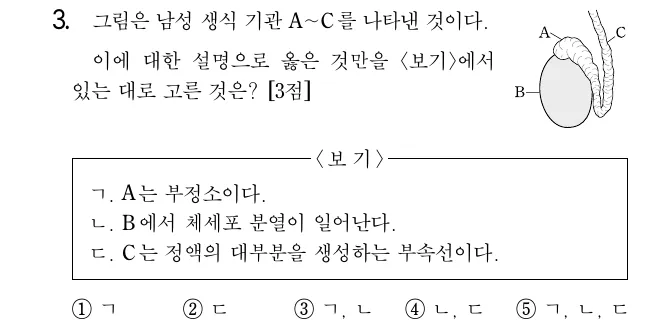 3. 그림은 남성 생식 기관 A~C를 나타낸 것이다.
이에 대한 설명으로 옳은 것만을 〈보기〉에서
있는 대로 고른 것은? [3점]
A
C
B
〈보 기〉
ㄱ. A는 부정소이다.
ㄴ. B에서 체세포 분열이 일어난다.
ㄷ. C는 정액의 대부분을 생성하는 부속선이다.
① ㄱ ② ㄷ ③ ㄱ, ㄴ ④ ㄴ, ㄷ ⑤ ㄱ, ㄴ, ㄷ